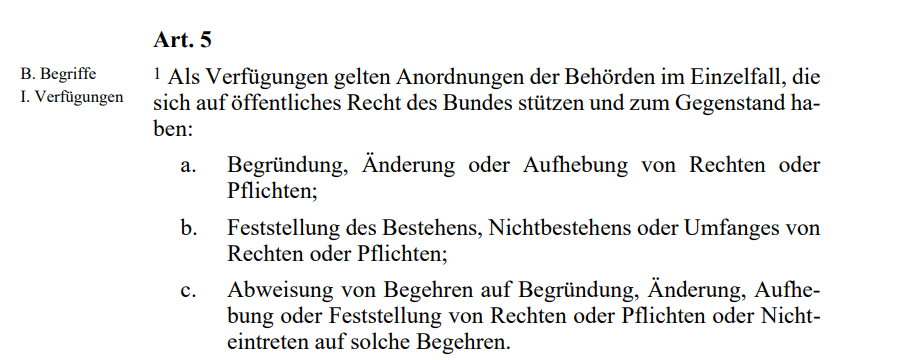 Art. 5
B. Begriffe
I. Verfügungen
1 Als Verfügungen gelten Anordnungen der Behörden im Einzelfall, die
sich auf öffentliches Recht des Bundes stützen und zum Gegenstand ha-
ben:
a. Begründung, Änderung oder Aufhebung von Rechten oder
Pflichten;
b. Feststellung des Bestehens, Nichtbestehens oder Umfanges von
Rechten oder Pflichten;
c. Abweisung von Begehren auf Begründung, Änderung, Aufhe-
bung oder Feststellung von Rechten oder Pflichten oder Nicht-
eintreten auf solche Begehren.